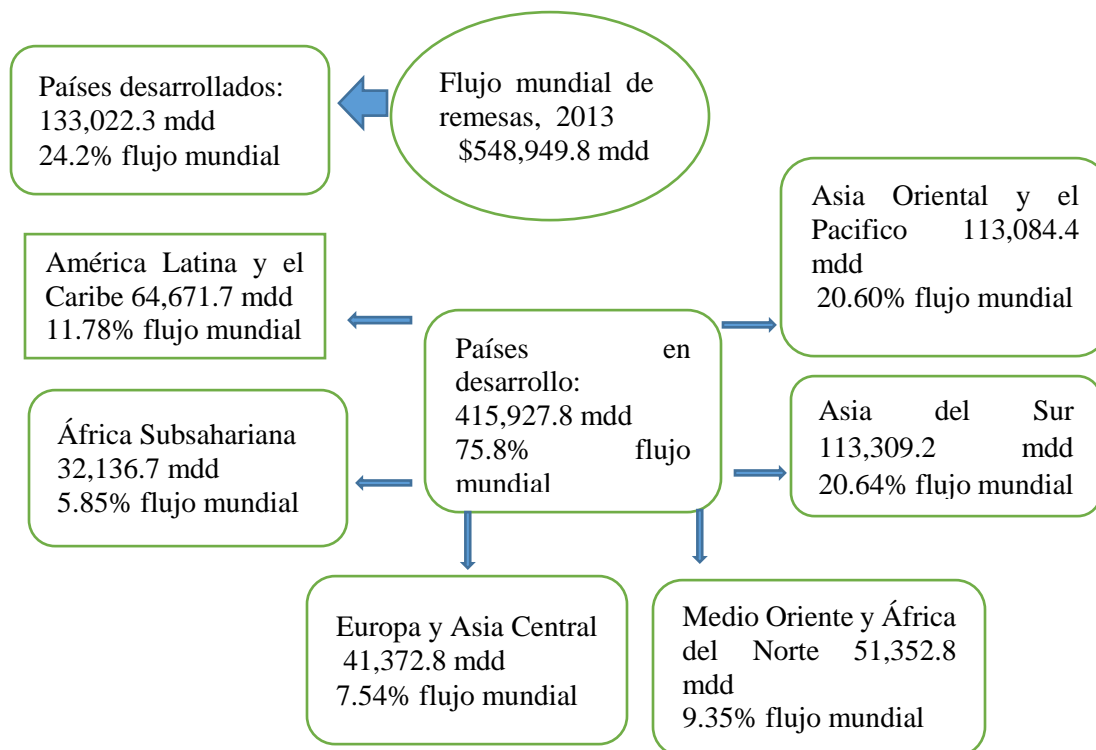 Países desarrollados:
133,022.3 mdd
24.2% flujo mundial
Flujo mundial de
remesas, 2013
$548,949.8 mdd
Asia Oriental y el
Pacifico 113,084.4
mdd
20.60% flujo mundial
América Latina y el
Caribe 64,671.7 mdd
11.78% flujo mundial
Países en
desarrollo:
415,927.8 mdd
75.8% flujo
mundial
Asia del Sur
113,309.2 mdd
20.64% flujo mundial
África Subsahariana
32,136.7 mdd
5.85% flujo mundial
Europa y Asia Central
41,372.8 mdd
7.54% flujo mundial
Medio Oriente y África
del Norte 51,352.8
mdd
9.35% flujo mundial